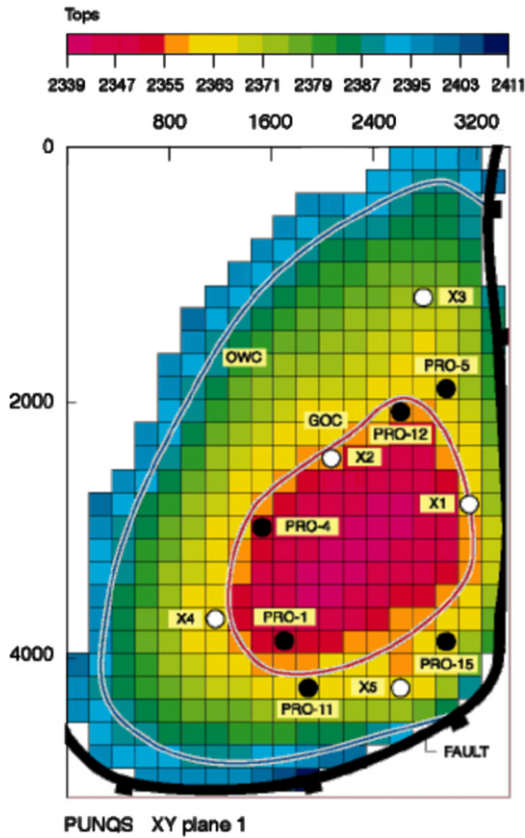 Tops
2339 2347 2355 2363 2371 2379 2387 2395 2403 2411
800 1600 2400 3200
0
X3
OWC
PRO-5
2000
GOC
PRO-12
X2
X1
PRO-4
X4
PRO-1
4000
PRO-15
X5
PRO-11
FAULT
PUNQS XY plane 1